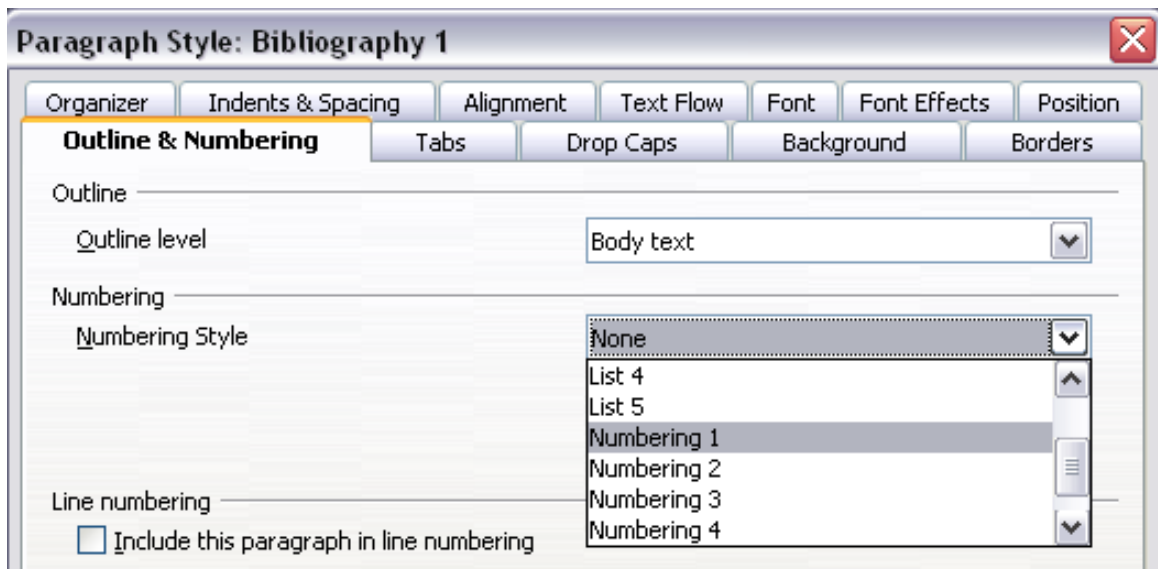 Paragraph Style: Bibliography 1
Organizer Indents & Spacing Alignment Text Flow Font Font Effects Position
Outline & Numbering Tabs Drop Caps Background Borders
Outline
Outline level Body text
Numbering
Numbering Style None
List 4
List 5
Numbering 1
Numbering 2
Numbering 3
Numbering 4
Line numbering
Include this paragraph in line numbering